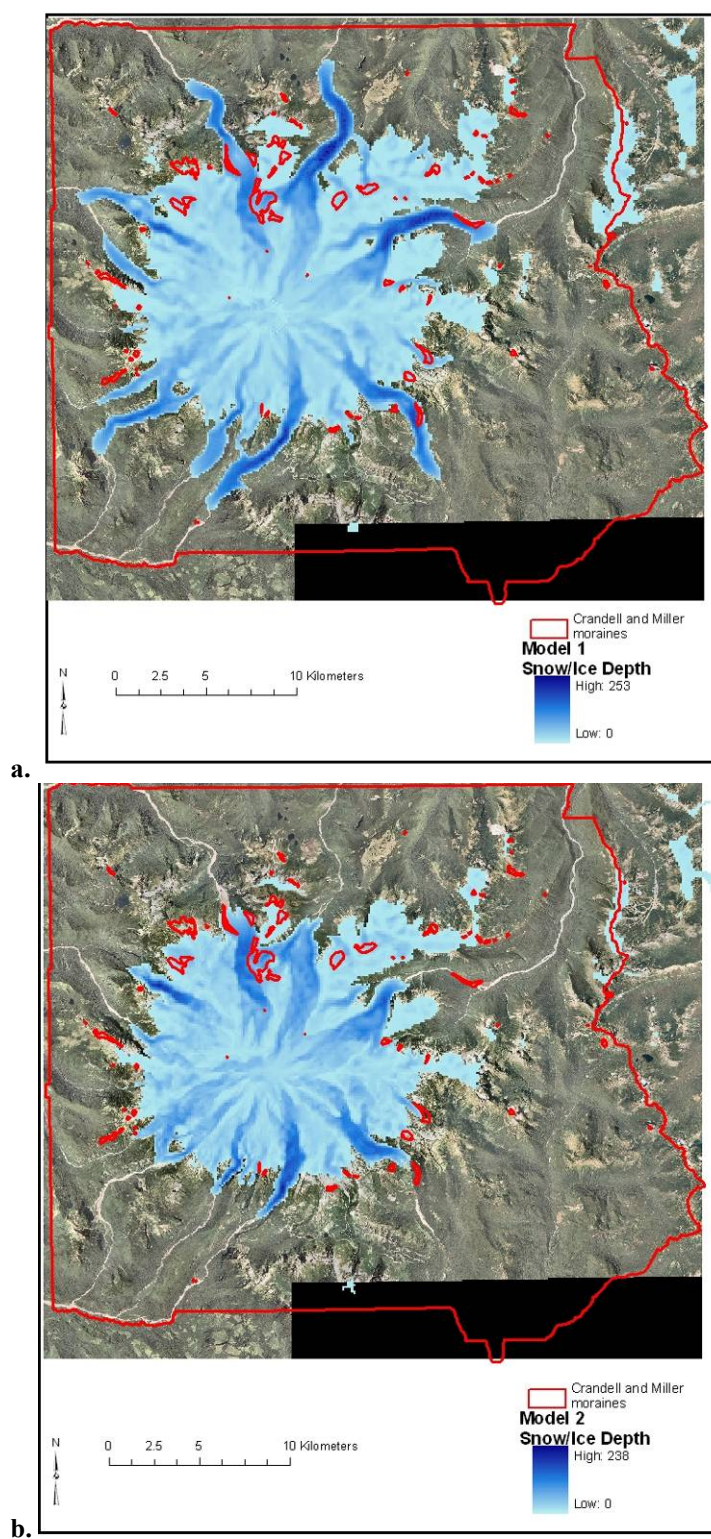 Crandell and Miller
moraines
Model 1
Snow/Ice Depth
High: 253
Low: 0
N
0 2.5 5 10 Kilometers
a.
Crandell and Miller
moraines
Model 2
Snow/Ice Depth
High: 238
Low: 0
N
0 2.5 5 10 Kilometers
b.